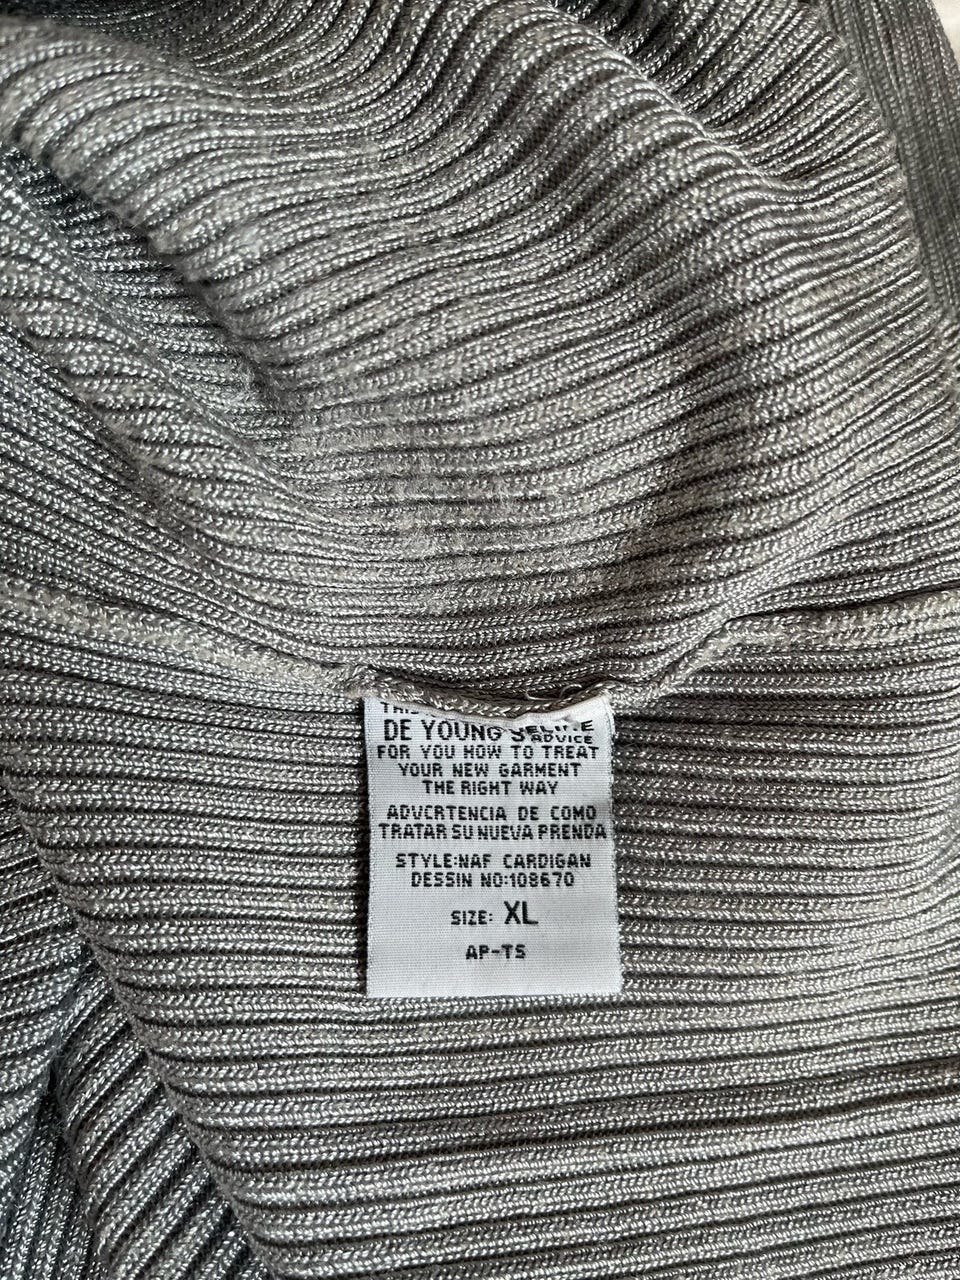 DE YOUNG
ADVICE
FOR YOU HOW TO TREAT
YOUR NEW GARMENT
THE RIGHT WAY
ADVCRTENCIA DE COMO
TRATAR SU NUEVA PRENDA
STYLE:NAF CARDIGAN
DESSIN NO:108670
SIZE: XL
AP-TS